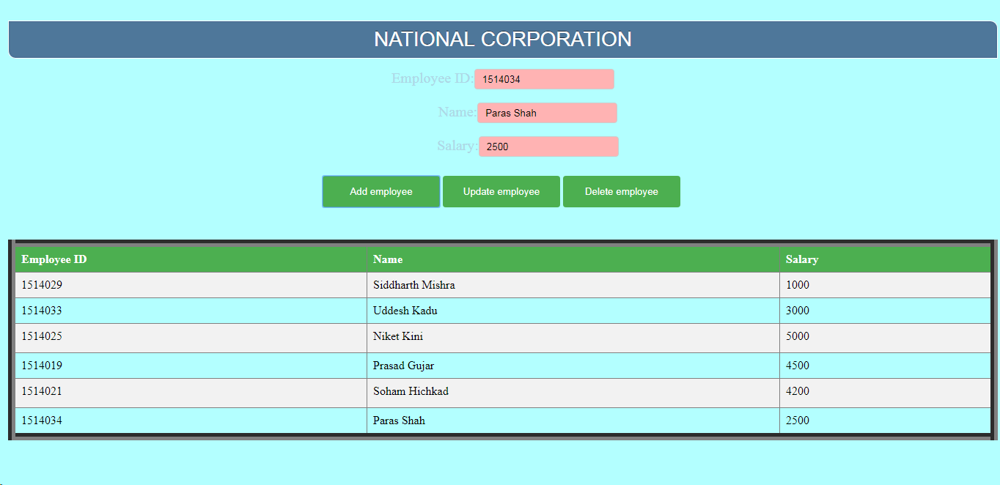 NATIONAL CORPORATION
Employee ID: 1514034
Name: Paras Shah
Salary: 2500
Add employee Update employee Delete employee
Employee ID Name Salary
1514029 Siddharth Mishra 1000
1514033 Uddesh Kadu 3000
1514025 Niket Kini 5000
1514019 Prasad Gujar 4500
1514021 Soham Hichkad 4200
1514034 Paras Shah 2500